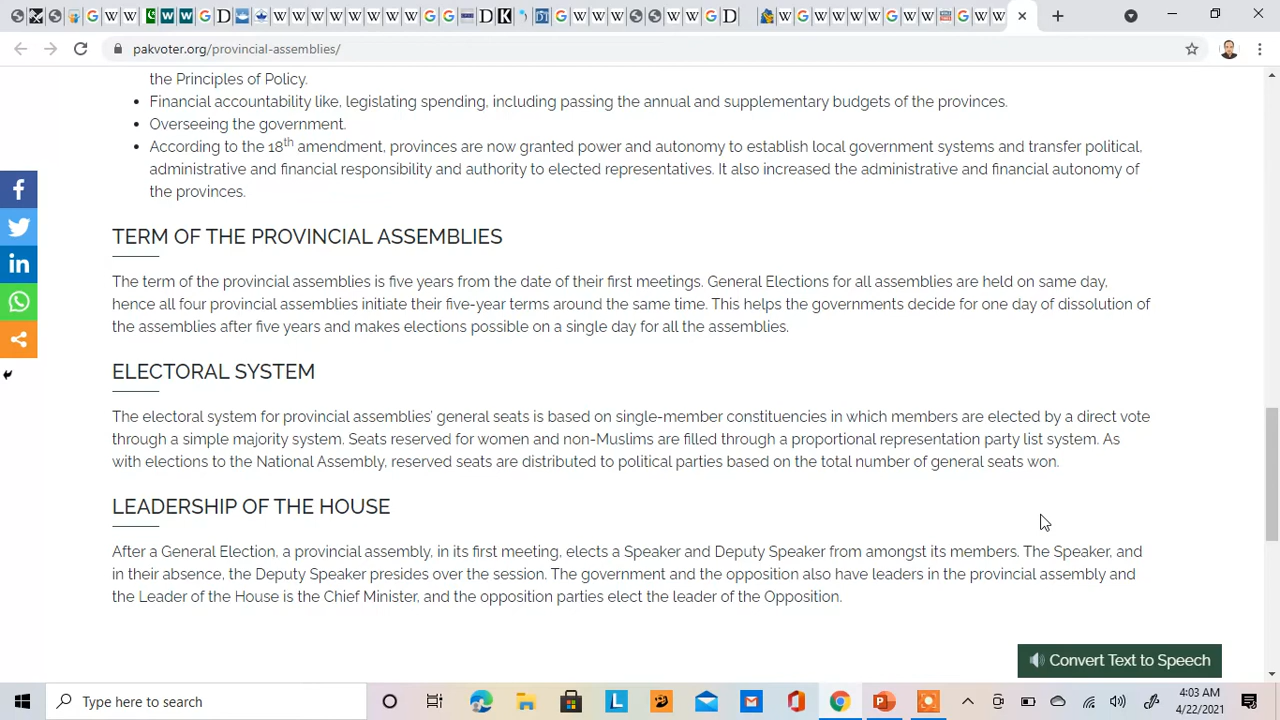 pakvoter.org/provincial-assemblies/
the Principles of Policy.
• Financial accountability like, legislating spending, including passing the annual and supplementary budgets of the provinces.
• Overseeing the government.
• According to the 18th amendment, provinces are now granted power and autonomy to establish local government systems and transfer political,
administrative and financial responsibility and authority to elected representatives. It also increased the administrative and financial autonomy of
the provinces.
TERM OF THE PROVINCIAL ASSEMBLIES
The term of the provincial assemblies is five years from the date of their first meetings. General Elections for all assemblies are held on same day,
hence all four provincial assemblies initiate their five-year terms around the same time. This helps the governments decide for one day of dissolution of
the assemblies after five years and makes elections possible on a single day for all the assemblies.
ELECTORAL SYSTEM
The electoral system for provincial assemblies' general seats is based on single-member constituencies in which members are elected by a direct vote
through a simple majority system. Seats reserved for women and non-Muslims are filled through a proportional representation party list system. As
with elections to the National Assembly, reserved seats are distributed to political parties based on the total number of general seats won.
LEADERSHIP OF THE HOUSE
After a General Election, a provincial assembly, in its first meeting, elects a Speaker and Deputy Speaker from amongst its members. The Speaker, and
in their absence, the Deputy Speaker presides over the session. The government and the opposition also have leaders in the provincial assembly and
the Leader of the House is the Chief Minister, and the opposition parties elect the leader of the Opposition.
Convert Text to Speech
Type here to search
4:03 AM
4/22/2021